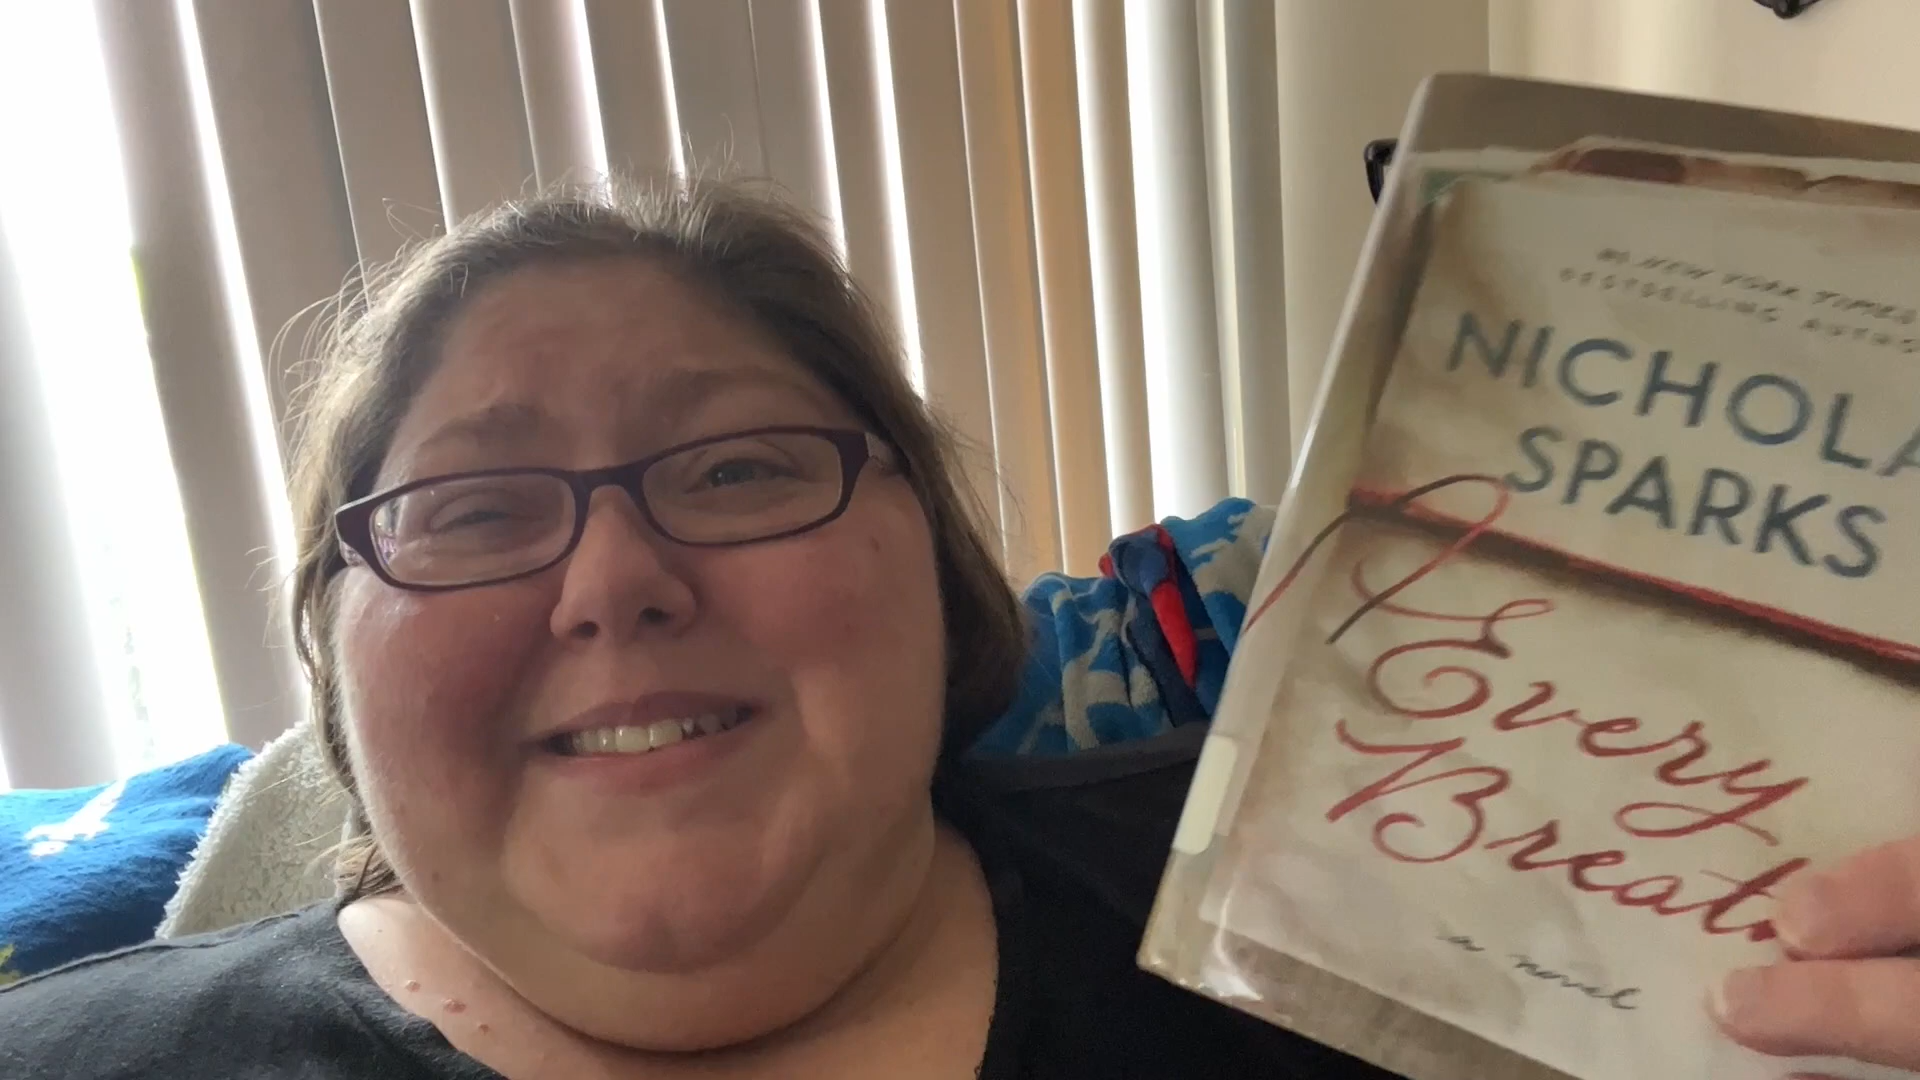 #1 NEW YORK TIMES
BESTSELLING AUTHO
NICHOLA
SPARKS
Every
Breat
a novel